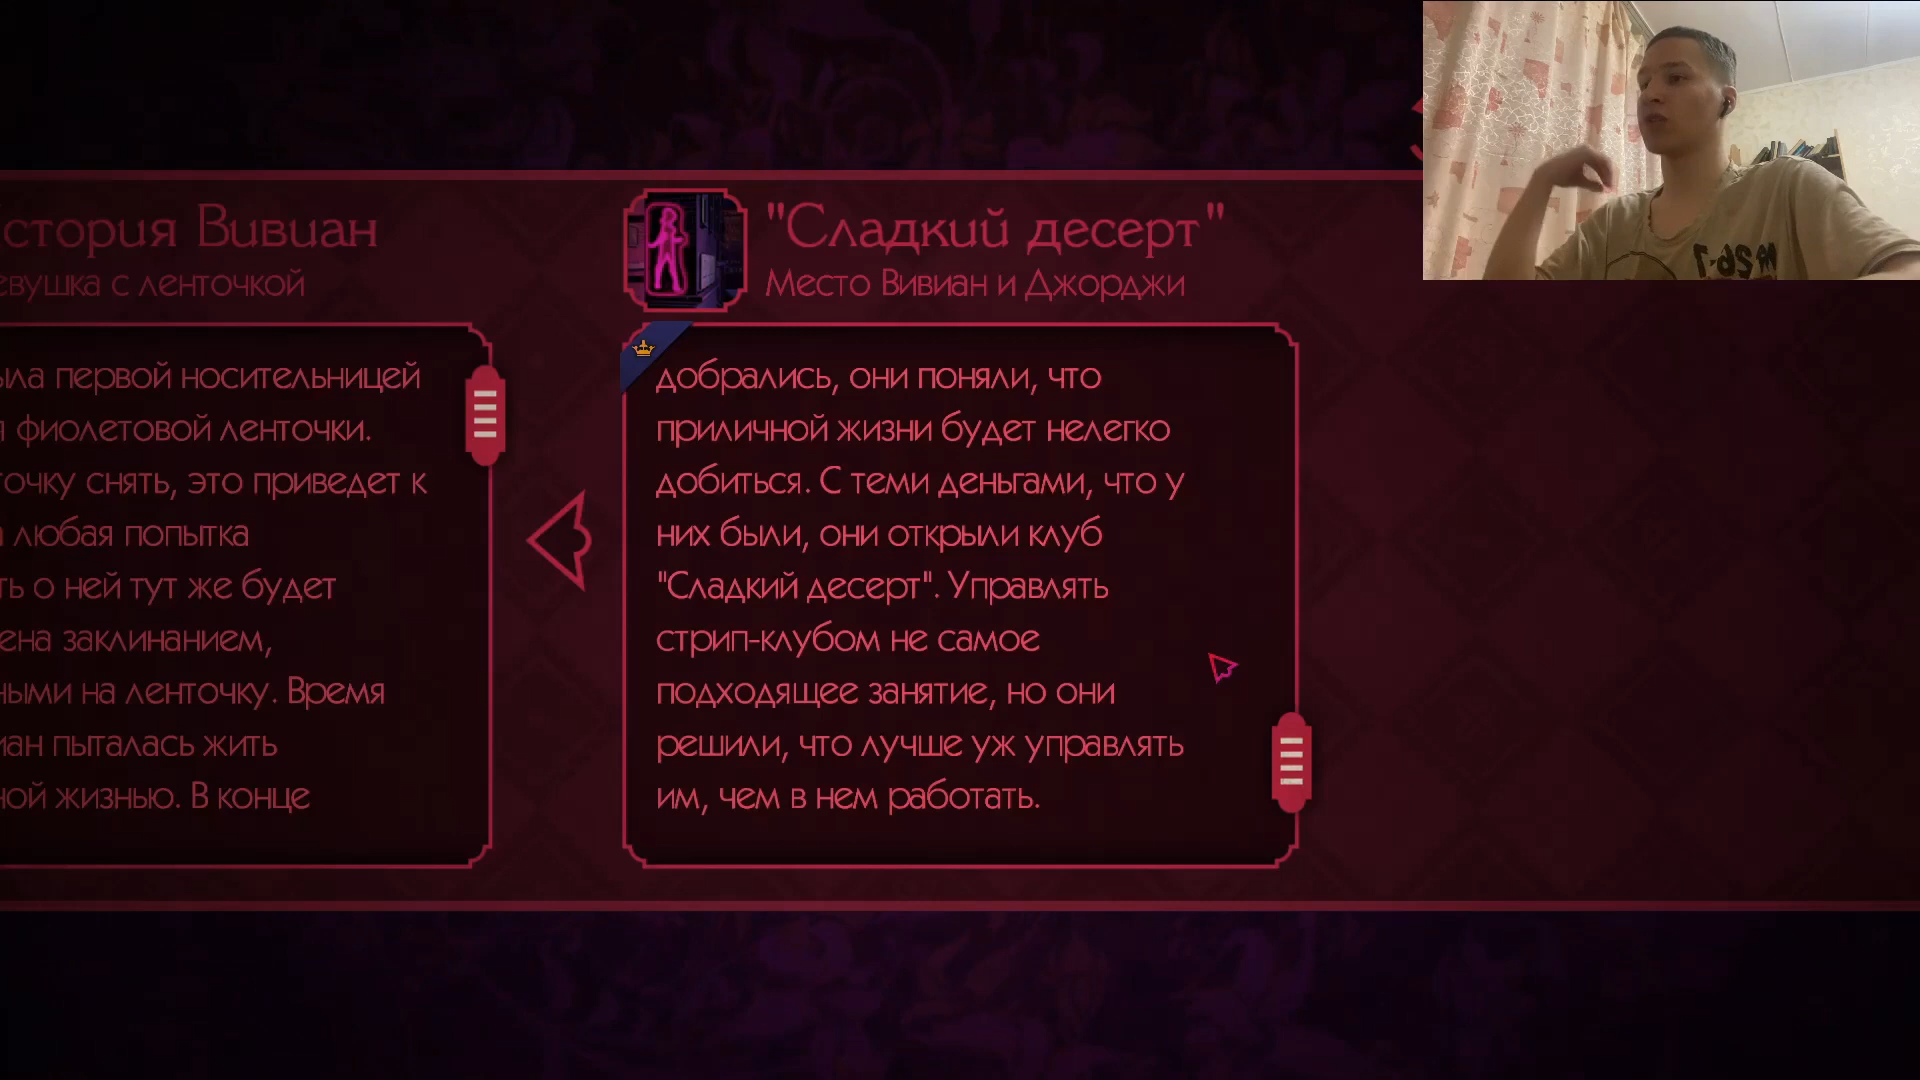 стория Вивиан
евушка с ленточкой
ыла первой носительницей
я фиолетовой ленточки.
точку снять, это приведет к
любая попытка
ть о ней тут же будет
ена заклинанием,
ными на ленточку. Время
иан пыталась жить
ной жизнью. В конце
"Сладкий десерт"
Место Вивиан и Джорджи
добрались, они поняли, что
приличной жизни будет нелегко
добиться. С теми деньгами, что у
них были, они открыли клуб
"Сладкий десерт". Управлять
стрип-клубом не самое
подходящее занятие, но они
решили, что лучше уж управлять
им, чем в нем работать.